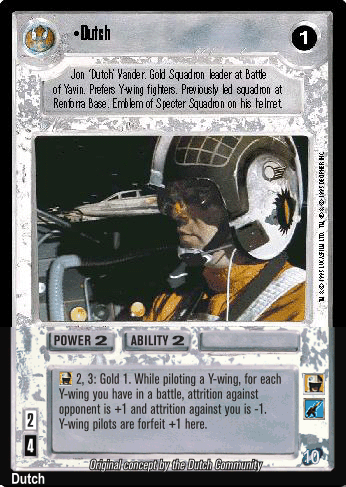 •Dutch
1
Jon 'Dutch' Vander. Gold Squadron leader at Battle
of Yavin. Prefers Y-wing fighters. Previously led squadron at
Renforra Base. Emblem of Specter Squadron on his helmet.
POWER 2 ABILITY 2
2, 3: Gold 1. While piloting a Y-wing, for each
Y-wing you have in a battle, attrition against
opponent is +1 and attrition against you is -1.
Y-wing pilots are forfeit +1 here.
2
4
10
Original concept by the Dutch Community
Dutch